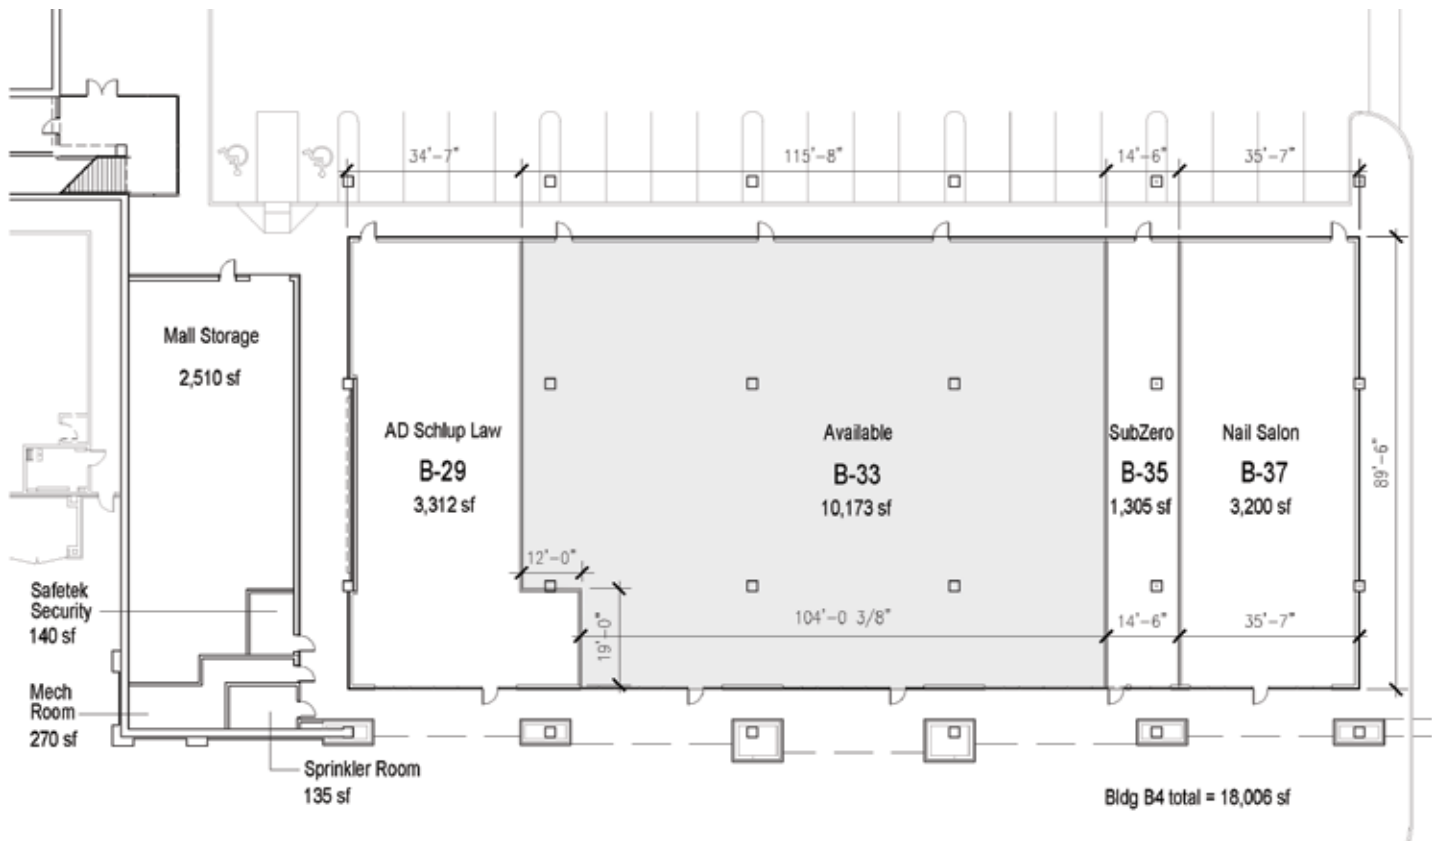 34'-7"
115'-8"
14'-6"
35'-7"
Mall Storage
2,510 sf
AD Schlup Law
B-29
3,312 sf
Available
B-33
10,173 sf
SubZero
B-35
1,305 sf
Nail Salon
B-37
3,200 sf
89'-6"
12'-0"
19'-0"
104'-0 3/8"
14'-6"
35'-7"
Safetek
Security
140 sf
Mech
Room
270 sf
Sprinkler Room
135 sf
Bldg B4 total = 18,006 sf